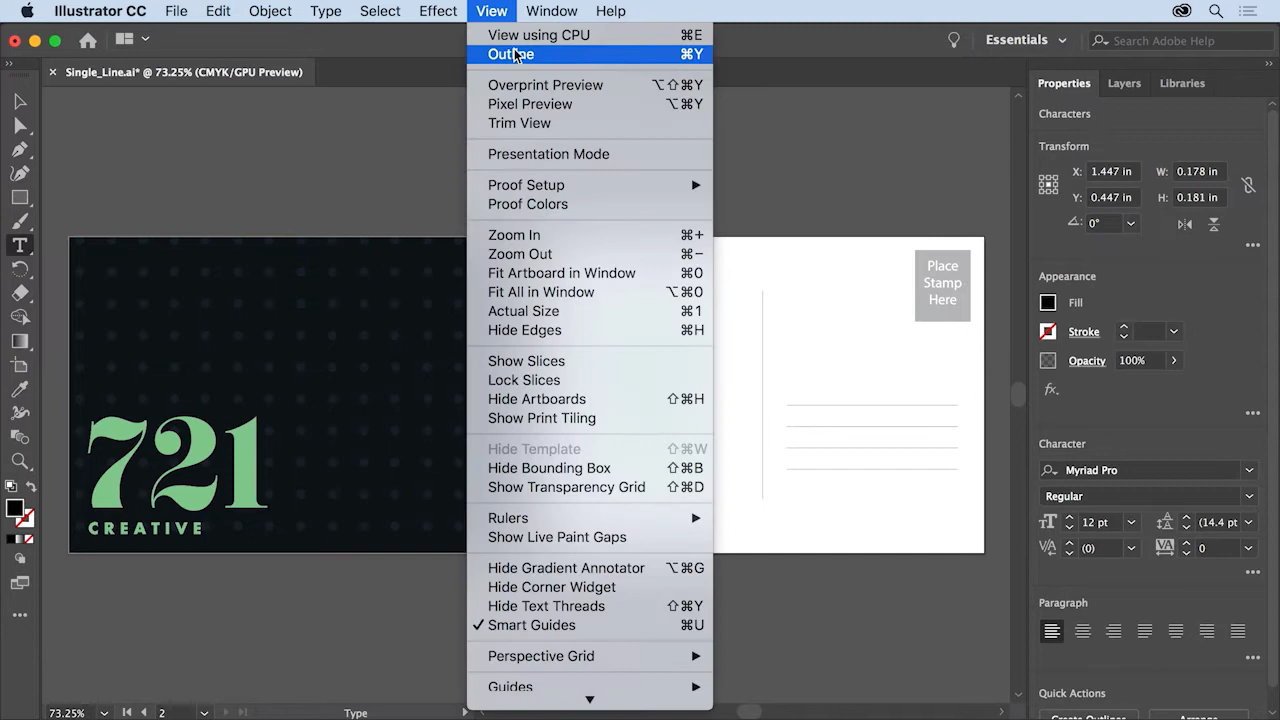 Illustrator CC File Edit Object Type Select Effect View Window Help
Essentials
Search Adobe Help
Single_Line.ai* @ 73.25% (CMYK/GPU Preview)
View using CPU ⌘E
Outline ⌘Y
Overprint Preview ⌥⇧⌘Y
Pixel Preview ⌥⌘Y
Trim View
Presentation Mode
Proof Setup
Proof Colors
Zoom In ⌘+
Zoom Out ⌘−
Fit Artboard in Window ⌘0
Fit All in Window ⌥⌘0
Actual Size ⌘1
Hide Edges ⌘H
Show Slices
Lock Slices
Hide Artboards ⇧⌘H
Show Print Tiling
Hide Template ⇧⌘W
Hide Bounding Box ⇧⌘B
Show Transparency Grid ⇧⌘D
Rulers
Show Live Paint Gaps
Hide Gradient Annotator ⌥⌘G
Hide Corner Widget
Hide Text Threads ⇧⌘Y
Smart Guides ⌘U
Perspective Grid
Guides
721
CREATIVE
Place
Stamp
Here
Properties Layers Libraries
Characters
Transform
X: 1.447 in W: 0.178 in
Y: 0.447 in H: 0.181 in
0°
Appearance
Fill
Stroke
Opacity 100%
fx.
Character
Myriad Pro
Regular
12 pt (14.4 pt
(0) 0
Paragraph
Quick Actions
Create Outlines Arrange
73.25% 2 Type